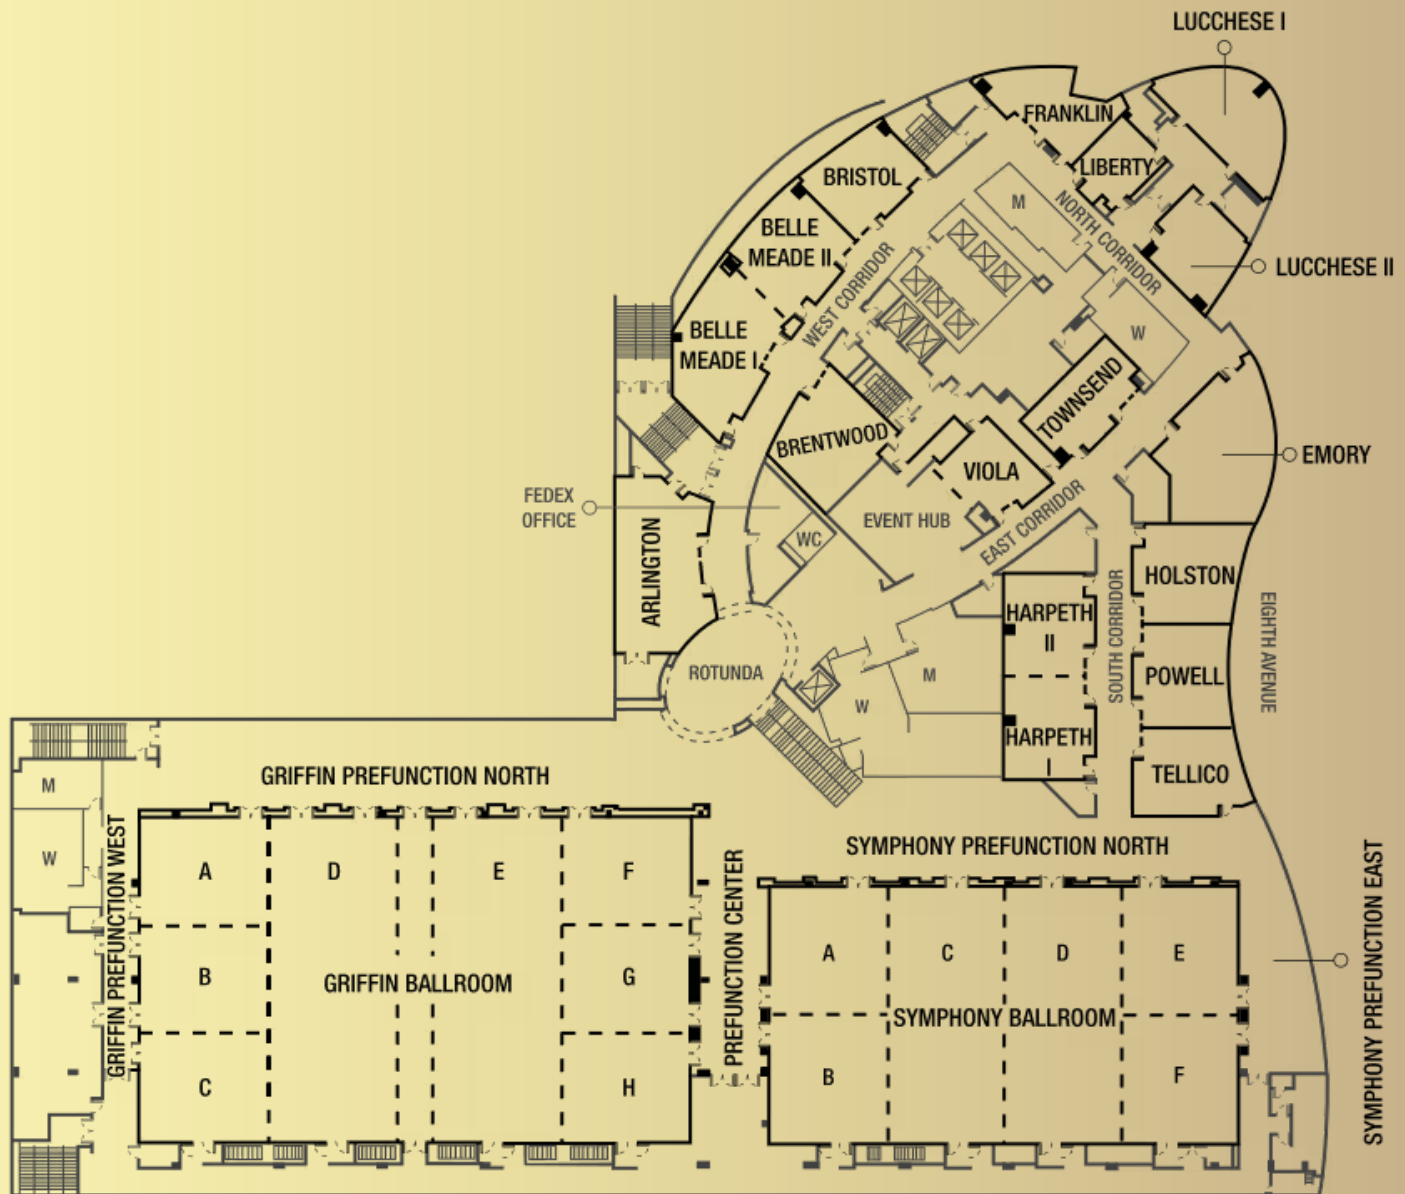 LUCCHESE I
FRANKLIN
LIBERTY
BRISTOL
M
NORTH CORRIDOR
BELLE
MEADE II
LUCCHESE II
WEST CORRIDOR
BELLE
MEADE I
W
TOWNSEND
BRENTWOOD
VIOLA
EMORY
FEDEX
OFFICE
EVENT HUB
EAST CORRIDOR
WC
ARLINGTON
HOLSTON
HARPETH
II
SOUTH CORRIDOR
EIGHTH AVENUE
ROTUNDA
M
POWELL
W
HARPETH
I
TELLICO
GRIFFIN PREFUNCTION NORTH
M
W
GRIFFIN PREFUNCTION WEST
A
D
E
F
B
GRIFFIN BALLROOM
G
C
H
PREFUNCTION CENTER
SYMPHONY PREFUNCTION NORTH
A
C
D
E
SYMPHONY BALLROOM
B
F
SYMPHONY PREFUNCTION EAST